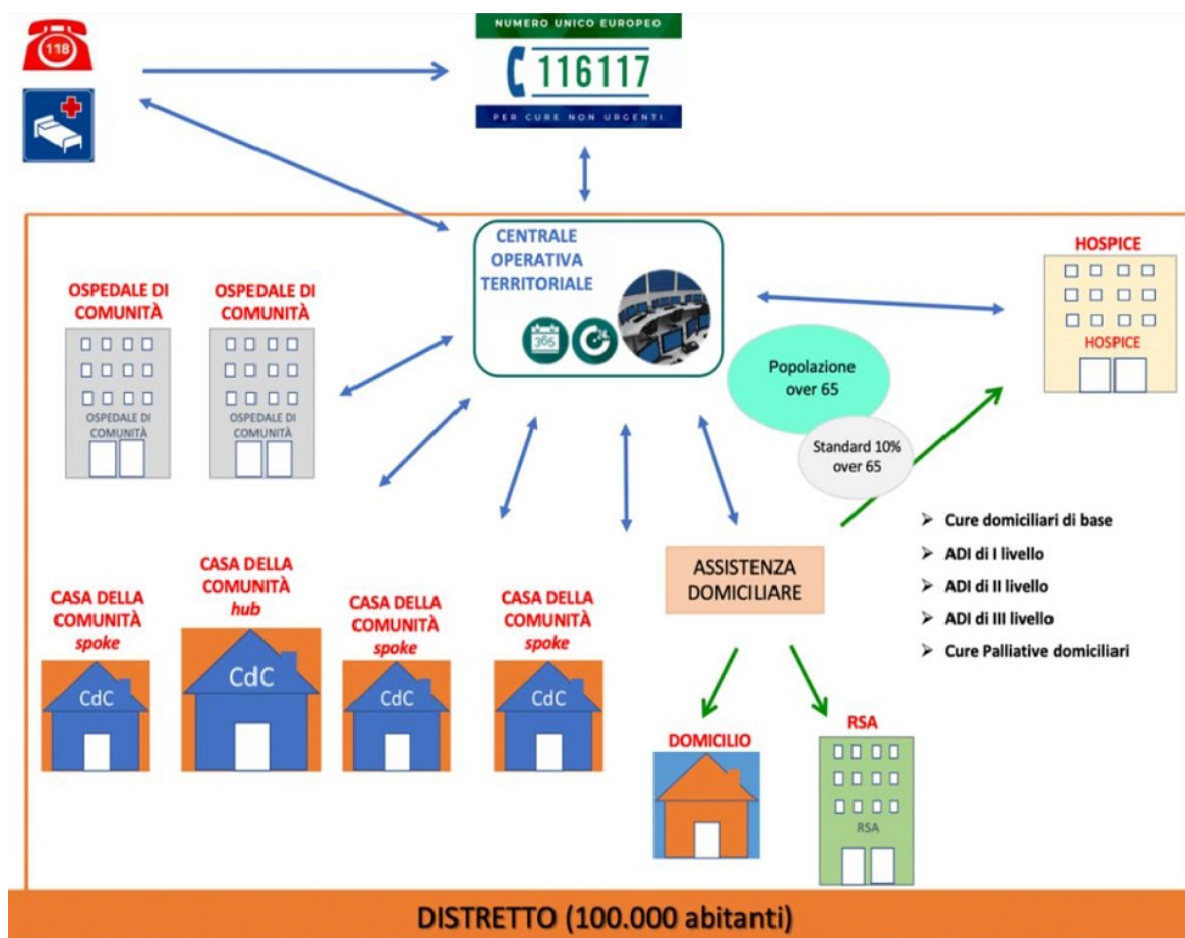 118
NUMERO UNICO EUROPEO
116117
PER CURE NON URGENTI
CENTRALE
OPERATIVA
TERRITORIALE
365
24
HOSPICE
HOSPICE
OSPEDALE DI
COMUNITÀ
OSPEDALE DI
COMUNITÀ
OSPEDALE DI
COMUNITÀ
OSPEDALE DI
COMUNITÀ
Popolazione
over 65
Standard 10%
over 65
ASSISTENZA
DOMICILIARE
➢ Cure domiciliari di base
➢ ADI di I livello
➢ ADI di II livello
➢ ADI di III livello
➢ Cure Palliative domiciliari
CASA DELLA
COMUNITÀ
spoke
CdC
CASA DELLA
COMUNITÀ
hub
CdC
CASA DELLA
COMUNITÀ
spoke
CdC
CASA DELLA
COMUNITÀ
spoke
CdC
DOMICILIO
RSA
RSA
DISTRETTO (100.000 abitanti)